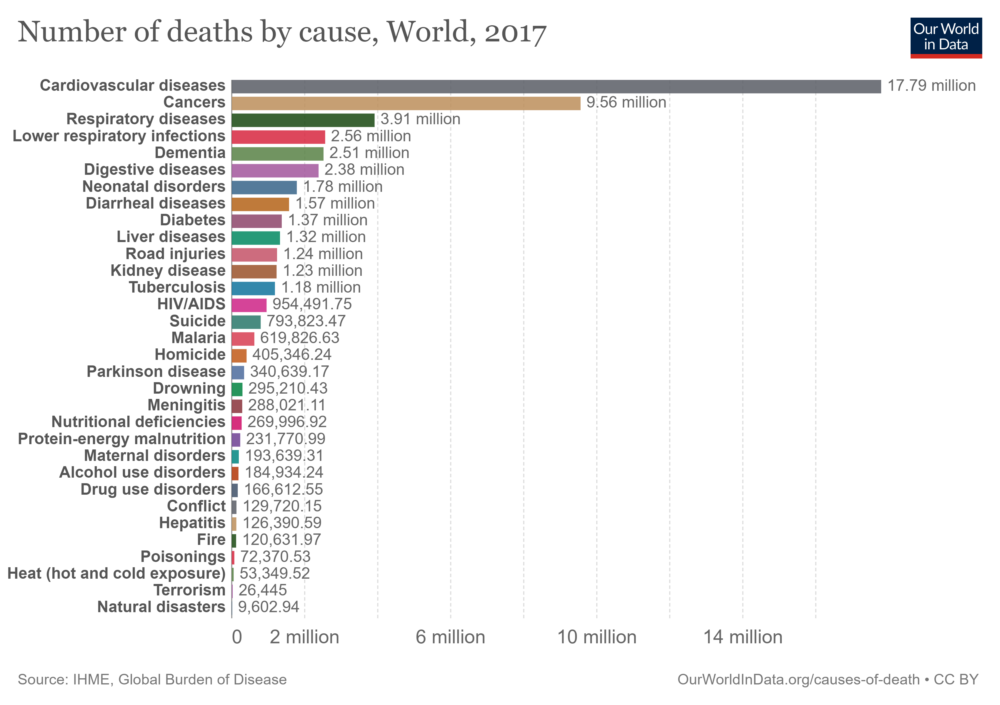 Number of deaths by cause, World, 2017
Our World
in Data
Cardiovascular diseases 17.79 million
Cancers 9.56 million
Respiratory diseases 3.91 million
Lower respiratory infections 2.56 million
Dementia 2.51 million
Digestive diseases 2.38 million
Neonatal disorders 1.78 million
Diarrheal diseases 1.57 million
Diabetes 1.37 million
Liver diseases 1.32 million
Road injuries 1.24 million
Kidney disease 1.23 million
Tuberculosis 1.18 million
HIV/AIDS 954,491.75
Suicide 793,823.47
Malaria 619,826.63
Homicide 405,346.24
Parkinson disease 340,639.17
Drowning 295,210.43
Meningitis 288,021.11
Nutritional deficiencies 269,996.92
Protein-energy malnutrition 231,770.99
Maternal disorders 193,639.31
Alcohol use disorders 184,934.24
Drug use disorders 166,612.55
Conflict 129,720.15
Hepatitis 126,390.59
Fire 120,631.97
Poisonings 72,370.53
Heat (hot and cold exposure) 53,349.52
Terrorism 26,445
Natural disasters 9,602.94
0 2 million 6 million 10 million 14 million
Source: IHME, Global Burden of Disease
OurWorldInData.org/causes-of-death • CC BY